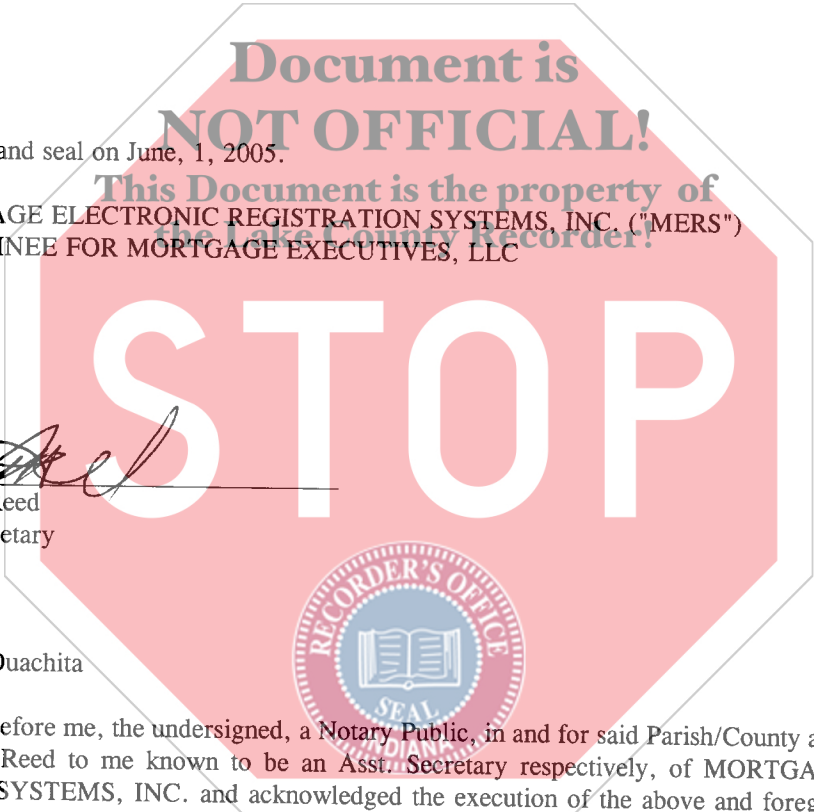 Document is
NOT OFFICIAL!
and seal on June, 1, 2005.
This Document is the property of
AGE ELECTRONIC REGISTRATION SYSTEMS, INC. ("MERS")
the Lake County Recorder!
INEE FOR MORTGAGE EXECUTIVES, LLC
STOP
eed
etary
RECORDER'S OFFICE
SEAL
INDIANA
Ouachita
efore me, the undersigned, a Notary Public, in and for said Parish/County a
Reed to me known to be an Asst. Secretary respectively, of MORTGA
SYSTEMS, INC. and acknowledged the execution of the above and foreg